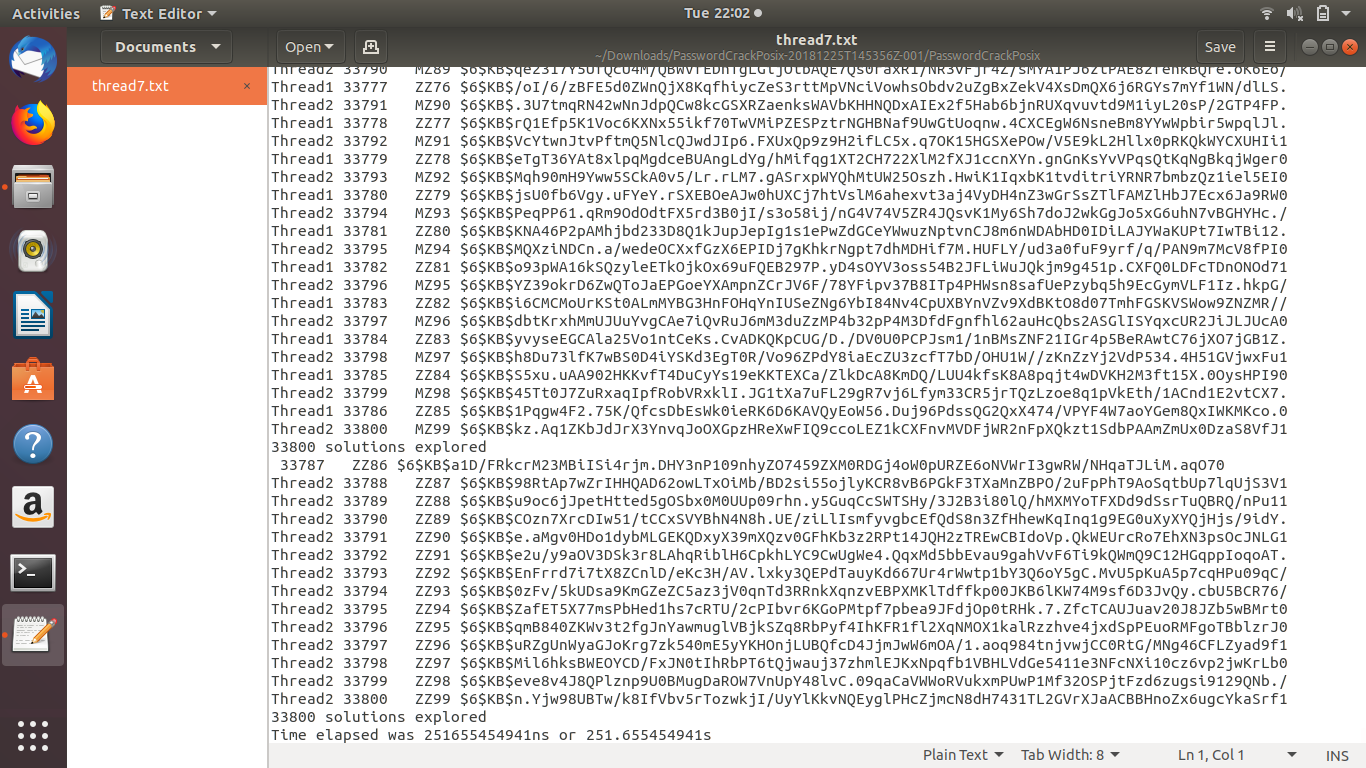 Activities
Text Editor
Tue 22:02
Documents
Open
thread7.txt
~/Downloads/PasswordCrackPosix-20181225T145356Z-001/PasswordCrackPosix
Save
thread7.txt
Thread2 33790 MZ89
Thread1 33777 ZZ76 $6$KB$/oI/6/zBFE5d0ZWnQjX8KqfhiycZeS3rttMpVNciVowhsObdv2uZgBxZekV4XsDmQX6j6RGYs7mYf1WN/dlLS.
Thread2 33791 MZ90 $6$KB$.3U7tmqRN42wNnJdpQCw8kcGSXRZaenksWAVbKHHNQDxAIEx2f5Hab6bjnRUXqvuvtd9M1iyL20sP/2GTP4FP.
Thread1 33778 ZZ77 $6$KB$rQ1Efp5K1Voc6KXNx55ikf70TwVMiPZESPztrNGHBNaf9UwGtUoqnw.4CXCEgW6NsneBm8YYwWpbir5wpqlJl.
Thread2 33792 MZ91 $6$KB$VcYtwnJtvPftmQ5NlcQJwdJIp6.FXUxQp9z9H2ifLC5x.q7OK15HGSXePOw/V5E9kL2Hllx0pRKQkWYCXUHIi1
Thread1 33779 ZZ78 $6$KB$eTgT36YAt8xlpqMgdceBUAngLdYg/hMifqg1XT2CH722XlM2fXJ1ccnXYn.gnGnKsYvVPqsQtKqNgBkqjWger0
Thread2 33793 MZ92 $6$KB$Mqh90mH9Yww5SCkA0v5/Lr.rLM7.gASrxpWYQhMtUW25Oszh.HwiK1IqxbK1tvditriYRNR7bmbzQz1iel5EI0
Thread1 33780 ZZ79 $6$KB$jsU0fb6Vgy.uFYeY.rSXEBOeAJw0hUXCj7htVslM6ahexvt3aj4VyDH4nZ3wGrSsZTlFAMZlHbJ7Ecx6Ja9RW0
Thread2 33794 MZ93 $6$KB$PeqPP61.qRm9OdOdtFX5rd3B0jI/s3o58ij/nG4V74V5ZR4JQsvK1My6Sh7doJ2wkGgJo5xG6uhN7vBGHYHc./
Thread1 33781 ZZ80 $6$KB$KNA46P2pAMhjbd233D8Q1kJupJepIg1s1ePwZdGCeYWwuzNptvnCJ8m6nWDAbHD0IDiLAJYWaKUPt7IwTBi12.
Thread2 33795 MZ94 $6$KB$MQXziNDCn.a/wedeOCXxfGzSgEPIDj7gKhkrNgpt7dhMDHif7M.HUFLY/ud3a0fuF9yrf/q/PAN9m7McV8fPI0
Thread1 33782 ZZ81 $6$KB$o93pWA16kSQzyleETkOjkOx69uFQEB297P.yD4sOYV3oss54B2JFLiWuJQkjm9g451p.CXFQ0LDFcTDnONOd71
Thread2 33796 MZ95 $6$KB$YZ39okrD6ZwQToJaEPGoeYXAmpnZCrJV6F/78YFipv37B8ITp4PHWsn8safUePzybq5h9EcGymVLF1Iz.hkpG/
Thread1 33783 ZZ82 $6$KB$i6CMCMoUrKSt0ALmMYBG3HnFOHqYnIUSeZNg6YbI84Nv4CpUXBYnVZv9XdBKtO8d07TmhFGSKVSWow9ZNZMR//
Thread2 33797 MZ96 $6$KB$dbtKrxhMmUJUuYvgCAe7iQvRuJ6mM3duZzMP4b32pP4M3DfdFgnfhl62auHcQbs2ASGlISYqxcUR2JiJLJUcA0
Thread1 33784 ZZ83 $6$KB$yvyseEGCAla25Vo1ntCeKs.CvADKQKpCUG/D./DV0U0PCPJsm1/1nBMsZNF21IGr4p5BeRAwtC76jXO7jGB1Z.
Thread2 33798 MZ97 $6$KB$h8Du73lfK7wBS0D4iYSKd3EgT0R/Vo96ZPdY8iaEcZU3zcfT7bD/OHU1W//zKnZzYj2VdP534.4H51GVjwxFu1
Thread1 33785 ZZ84 $6$KB$S5xu.uAA902HKKvfT4DuCyYs19eKKTEXCa/ZlkDcA8KmDQ/LUU4kfsK8A8pqjt4wDVKH2M3ft15X.0OysHPI90
Thread2 33799 MZ98 $6$KB$45Tt0J7ZuRxaqIpfRobVRxklI.JG1tXa7uFL29gR7vj6Lfym33CR5jrTQzLzoe8q1pVkEth/1ACnd1E2vtCX7.
Thread1 33786 ZZ85 $6$KB$1Pqgw4F2.75K/QfcsDbEsWk0ieRK6D6KAVQyEoW56.Duj96PdssQG2QxX474/VPYF4W7aoYGem8QxIWKMKco.0
Thread2 33800 MZ99 $6$KB$kz.Aq1ZKbJdJrX3YnvqJoOXGpzHReXwFIQ9ccoLEZ1kCXFnvMVDFjWR2nFpXQkzt1SdbPAAmZmUx0DzaS8VfJ1
33800 solutions explored
33787 ZZ86 $6$KB$a1D/FRkcrM23MBiISi4rjm.DHY3nP109nhyZO7459ZXM0RDGj4oW0pURZE6oNVWrI3gwRW/NHqaTJLiM.aqO70
Thread2 33788 ZZ87 $6$KB$98RtAp7wZrIHHQAD62owLTxOiMb/BD2si55ojlyKCR8vB6PGkF3TXaMnZBPO/2uFpPhT9AoSqtbUp7lqUjS3V1
Thread2 33789 ZZ88 $6$KB$u9oc6jJpetHtted5gOSbx0M0UUp09rhn.y5GuqCcSWTSHy/3J2B3i80lQ/hMXMYoTFXDd9dSsrTuQBRQ/nPu11
Thread2 33790 ZZ89 $6$KB$COzn7XrcDIw51/tCCxSVYBhN4N8h.UE/ziLlIsmfyvgbcEfQdS8n3ZfHhewKqInq1g9EG0uXyXYQjHjs/9idY.
Thread2 33791 ZZ90 $6$KB$e.aMgv0HDo1dybMLGEKQDxyX39mXQzv0GFhKb3z2RPt14JQH2zTREwCBIdoVp.QkWEUrcRo7EhXN3psOcJNLG1
Thread2 33792 ZZ91 $6$KB$e2u/y9aOV3DSk3r8LAhqRiblH6CpkhLYC9CwUgWe4.QqxMd5bbEvau9gahVvF6Ti9kQWmQ9C12HGqppIoqoAT.
Thread2 33793 ZZ92 $6$KB$EnFrrd7i7tX8ZCnlD/eKc3H/AV.lxky3QEPdTauyKd667Ur4rWwtp1bY3Q6oY5gC.MvU5pKuA5p7cqHPu09qC/
Thread2 33794 ZZ93 $6$KB$0zFv/5kUDsa9KmGZeZC5az3jV0qnTd3RRnkXqnzvEBPXMKlTdffkp00JKB6lKW74M9sf6D3JvQy.cbU5BCR76/
Thread2 33795 ZZ94 $6$KB$ZafET5X77msPbHed1hs7cRTU/2cPIbvr6KGoPMtpf7pbea9JFdjOp0tRHk.7.ZfcTCAUJuav20J8JZb5wBMrt0
Thread2 33796 ZZ95 $6$KB$qmB840ZKWv3t2fgJnYawmuglVBjkSZq8RbPyf4IhKFR1fl2XqNMOX1kalRzzhve4jxdSpPEuoRMFgoTBblzrJ0
Thread2 33797 ZZ96 $6$KB$uRZgUnWyaGJoKrg7zk540mE5yYKHOnjLUBQfcD4JjmJwW6mOA/1.aoq984tnjvwjCC0RtG/MNg46CFLZyad9f1
Thread2 33798 ZZ97 $6$KB$Mil6hksBWEOYCD/FxJN0tIhRbPT6tQjwauj37zhmlEJKxNpqfb1VBHLVdGe5411e3NFcNXi10cz6vp2jwKrLb0
Thread2 33799 ZZ98 $6$KB$eve8v4J8QPlznp9U0BMugDaROW7VnUpY48lvC.09qaCaVWWoRVukxmPUwP1Mf32OSPjtFzd6zugsi9129QNb./
Thread2 33800 ZZ99 $6$KB$n.Yjw98UBTw/k8IfVbv5rTozwkjI/UyYlKkvNQEyglPHcZjmcN8dH7431TL2GVrXJaACBBHnoZx6ugcYkaSrf1
33800 solutions explored
Time elapsed was 251655454941ns or 251.655454941s
Plain Text
Tab Width: 8
Ln 1, Col 1
INS